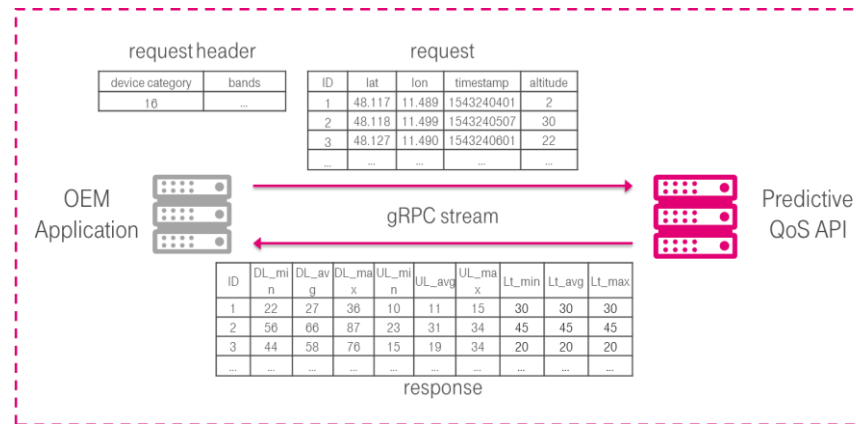 request header
device category bands
16 ...
request
ID lat lon timestamp altitude
1 48.117 11.489 1543240401 2
2 48.118 11.499 1543240507 30
3 48.127 11.490 1543240601 22
... ... ... ... ...
OEM
Application
gRPC stream
Predictive
QoS API
ID DL_min DL_avg DL_max UL_min UL_avg UL_max Lt_min Lt_avg Lt_max
1 22 27 36 10 11 15 30 30 30
2 56 66 87 23 31 34 45 45 45
3 44 58 76 15 19 34 20 20 20
... ... ... ... ... ... ... ... ... ...
response